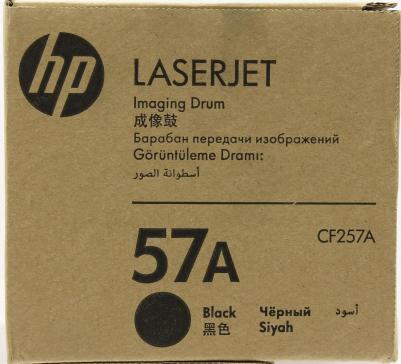 hp
LASERJET
Imaging Drum
成像鼓
Барабан передачи изображений
Görüntüleme Dramı:
أسطوانة الصور
57A
CF257A
Black Чёрный أسود
黑色 Siyah